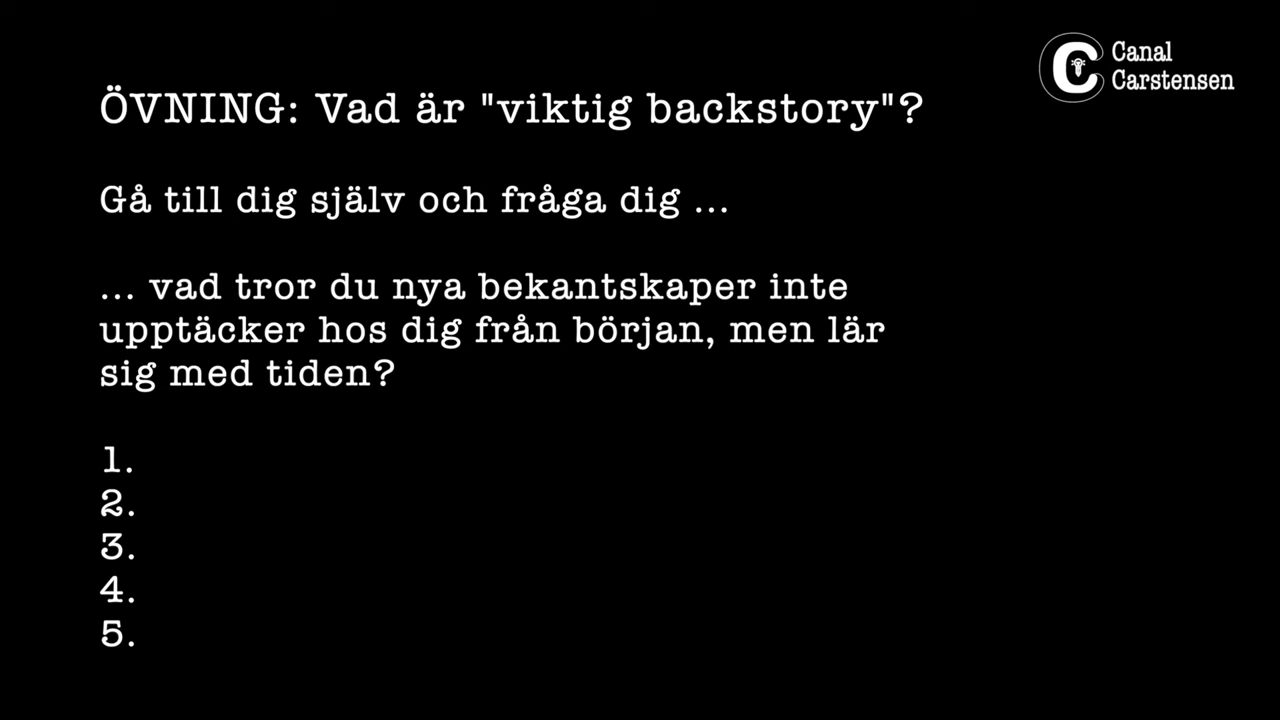 Canal
Carstensen
ÖVNING: Vad är "viktig backstory"?
Gå till dig själv och fråga dig ...
... vad tror du nya bekantskaper inte
upptäcker hos dig från början, men lär
sig med tiden?
1.
2.
3.
4.
5.